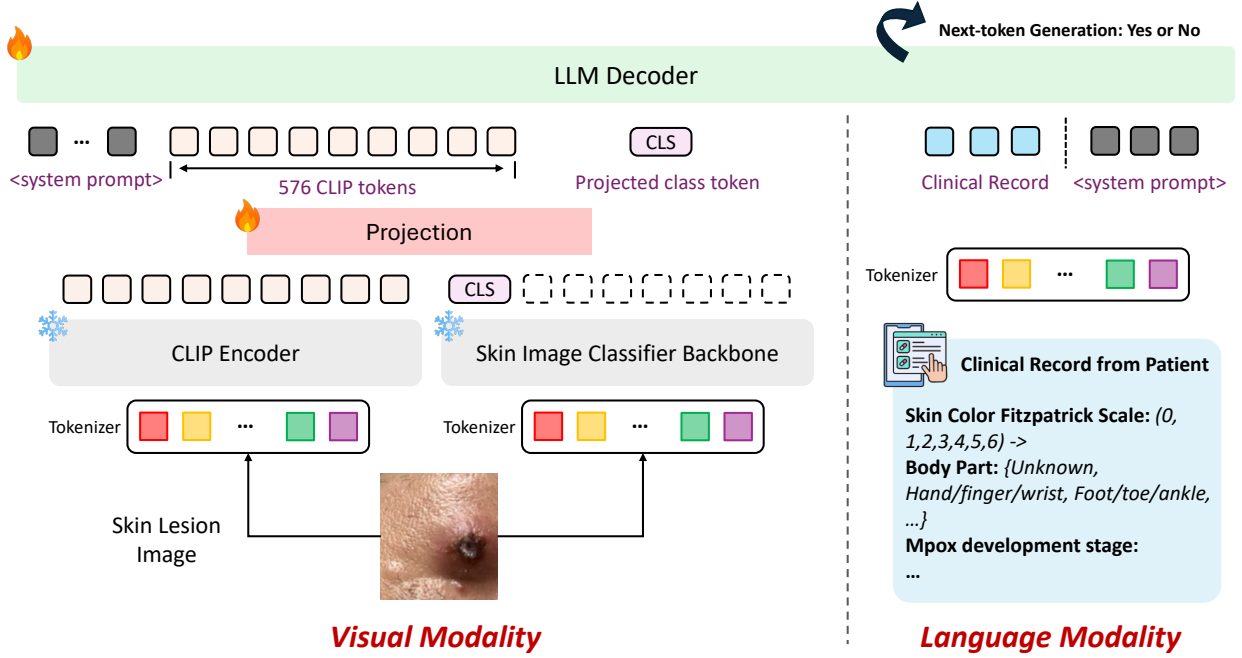 Next-token Generation: Yes or No
LLM Decoder
...
CLS
<system prompt>
576 CLIP tokens
Projected class token
Clinical Record
<system prompt>
Projection
CLS
Tokenizer
...
CLIP Encoder
Skin Image Classifier Backbone
Clinical Record from Patient
Tokenizer
...
Tokenizer
...
Skin Color Fitzpatrick Scale: (0,
1,2,3,4,5,6) ->
Body Part: {Unknown,
Hand/finger/wrist, Foot/toe/ankle,
...}
Mpox development stage:
...
Skin Lesion
Image
Visual Modality
Language Modality